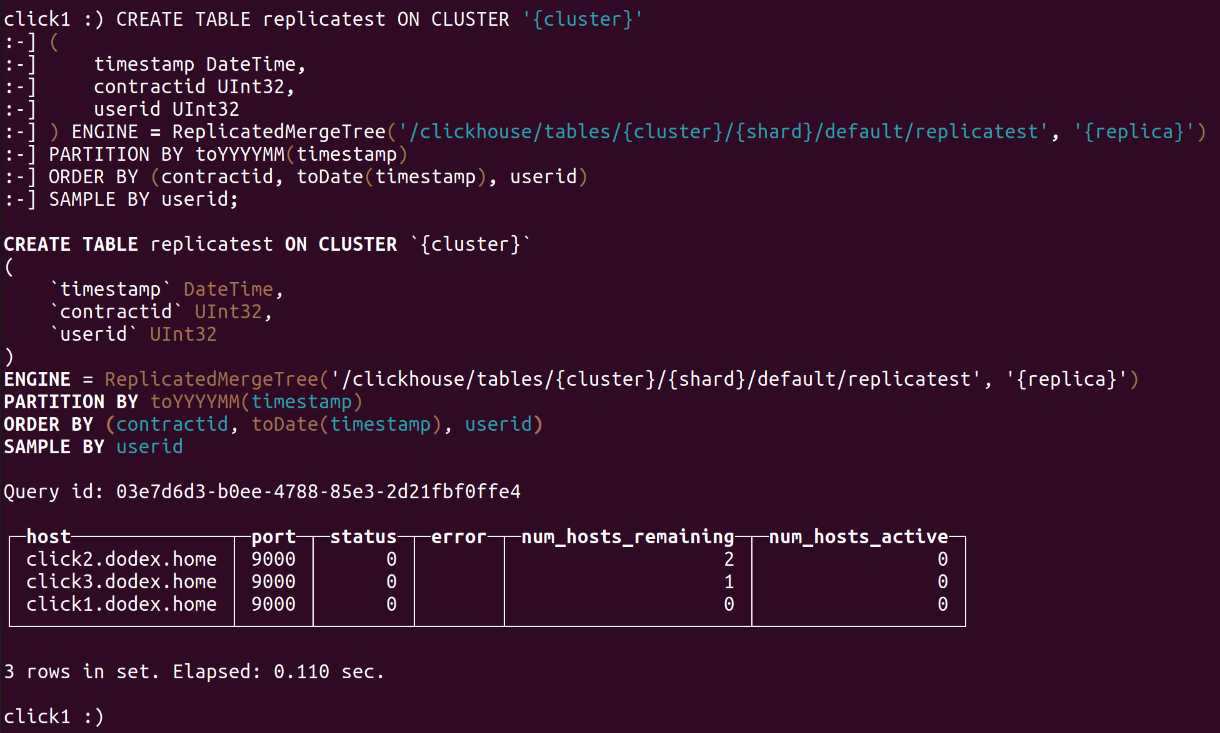 click1 :) CREATE TABLE replicatest ON CLUSTER '{cluster}'
:-] (
:-]     timestamp DateTime,
:-]     contractid UInt32,
:-]     userid UInt32
:-] ) ENGINE = ReplicatedMergeTree('/clickhouse/tables/{cluster}/{shard}/default/replicatest', '{replica}')
:-] PARTITION BY toYYYYMM(timestamp)
:-] ORDER BY (contractid, toDate(timestamp), userid)
:-] SAMPLE BY userid;
CREATE TABLE replicatest ON CLUSTER `{cluster}`
(
    `timestamp` DateTime,
    `contractid` UInt32,
    `userid` UInt32
)
ENGINE = ReplicatedMergeTree('/clickhouse/tables/{cluster}/{shard}/default/replicatest', '{replica}')
PARTITION BY toYYYYMM(timestamp)
ORDER BY (contractid, toDate(timestamp), userid)
SAMPLE BY userid
Query id: 03e7d6d3-b0ee-4788-85e3-2d21fbf0ffe4
host port status error num_hosts_remaining num_hosts_active
click2.dodex.home 9000 0 2 0
click3.dodex.home 9000 0 1 0
click1.dodex.home 9000 0 0 0
3 rows in set. Elapsed: 0.110 sec.
click1 :)